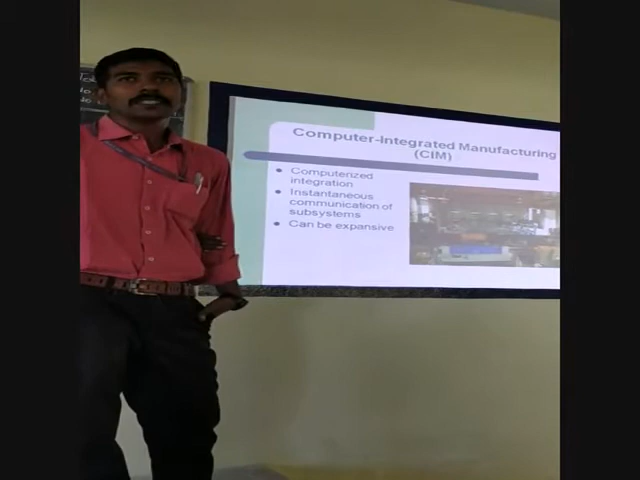 Computer-Integrated Manufacturing
(CIM)
• Computerized
integration
• Instantaneous
communication of
subsystems
• Can be expansive